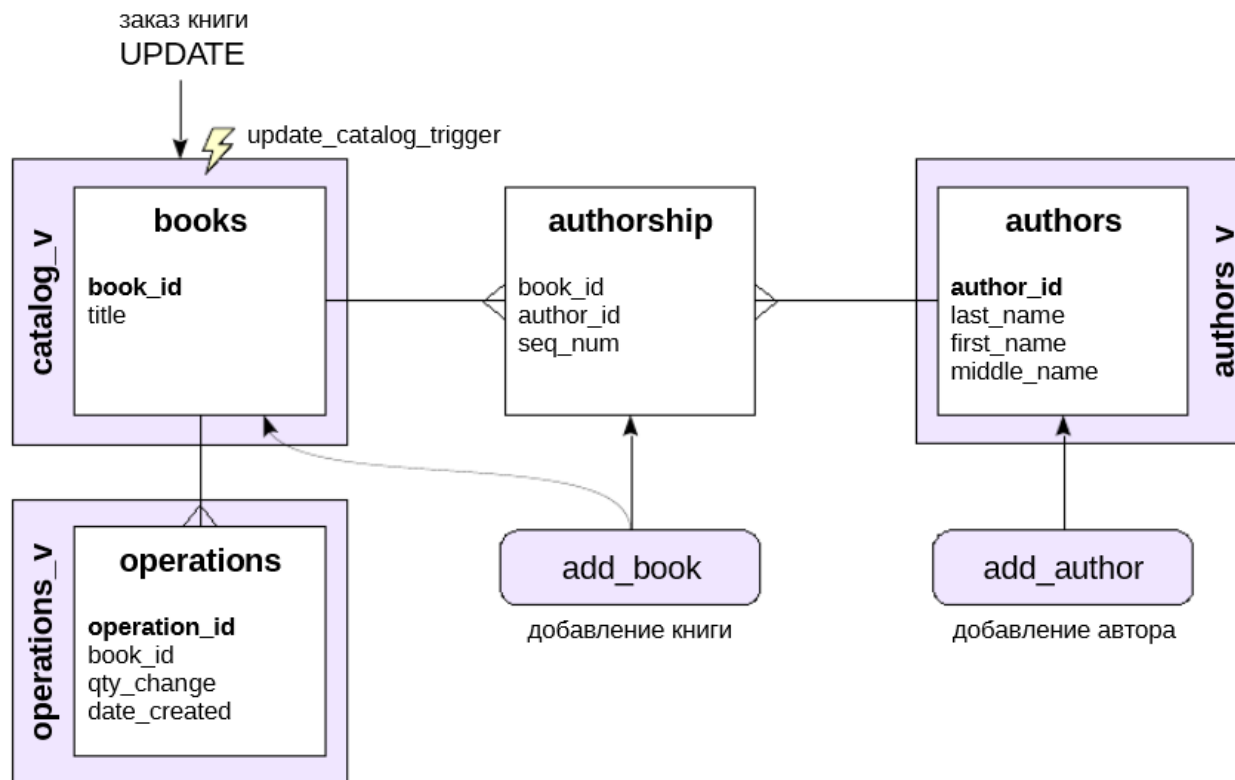 заказ книги
UPDATE
update_catalog_trigger
catalog_v
books
book_id
title
authorship
book_id
author_id
seq_num
authors
author_id
last_name
first_name
middle_name
authors_v
operations_v
operations
operation_id
book_id
qty_change
date_created
add_book
добавление книги
add_author
добавление автора